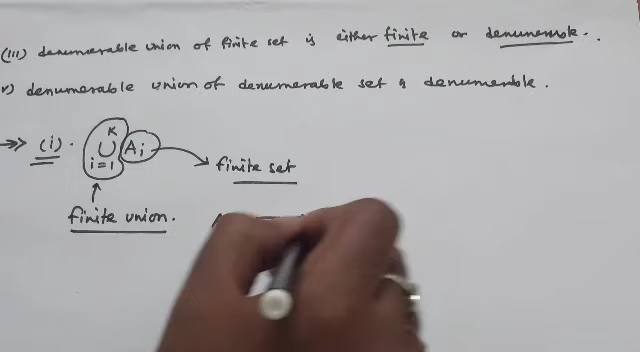 (III) denumerable union of finite set is either finite or denumerable.
v) denumerable union of denumerable set is denumerable.
→≫ (i). K ∪ i=1 Ai → finite set
finite union.